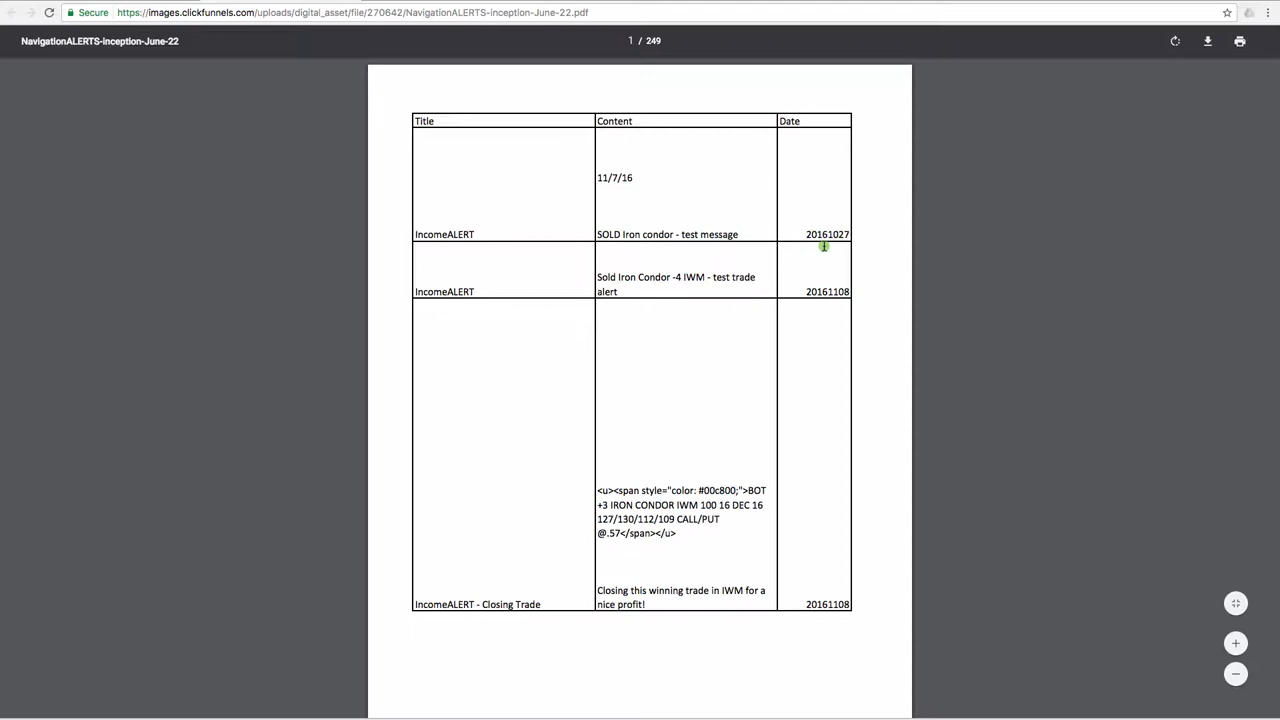 Secure https://images.clickfunnels.com/uploads/digital_asset/file/270642/NavigationALERTS-inception-June-22.pdf
NavigationALERTS-inception-June-22
1 / 249
Title Content Date
11/7/16
IncomeALERT SOLD Iron condor - test message 20161027
Sold Iron Condor -4 IWM - test trade
alert
IncomeALERT 20161108
<u><span style="color: #00c800;">BOT
+3 IRON CONDOR IWM 100 16 DEC 16
127/130/112/109 CALL/PUT
@.57</span></u>
Closing this winning trade in IWM for a
nice profit!
IncomeALERT - Closing Trade 20161108